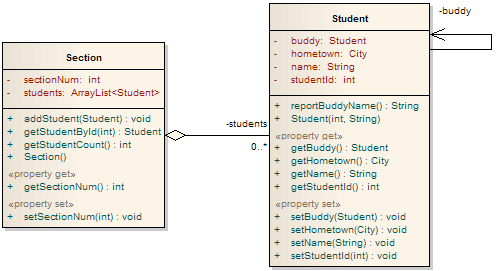 Section
- sectionNum: int
- students: ArrayList<Student>
+ addStudent(Student) : void
+ getStudentById(int) : Student
+ getStudentCount() : int
+ Section()
«property get»
+ getSectionNum() : int
«property set»
+ setSectionNum(int) : void
-students
0..*
Student
- buddy: Student
- hometown: City
- name: String
- studentId: int
+ reportBuddyName() : String
+ Student(int, String)
«property get»
+ getBuddy() : Student
+ getHometown() : City
+ getName() : String
+ getStudentId() : int
«property set»
+ setBuddy(Student) : void
+ setHometown(City) : void
+ setName(String) : void
+ setStudentId(int) : void
-buddy